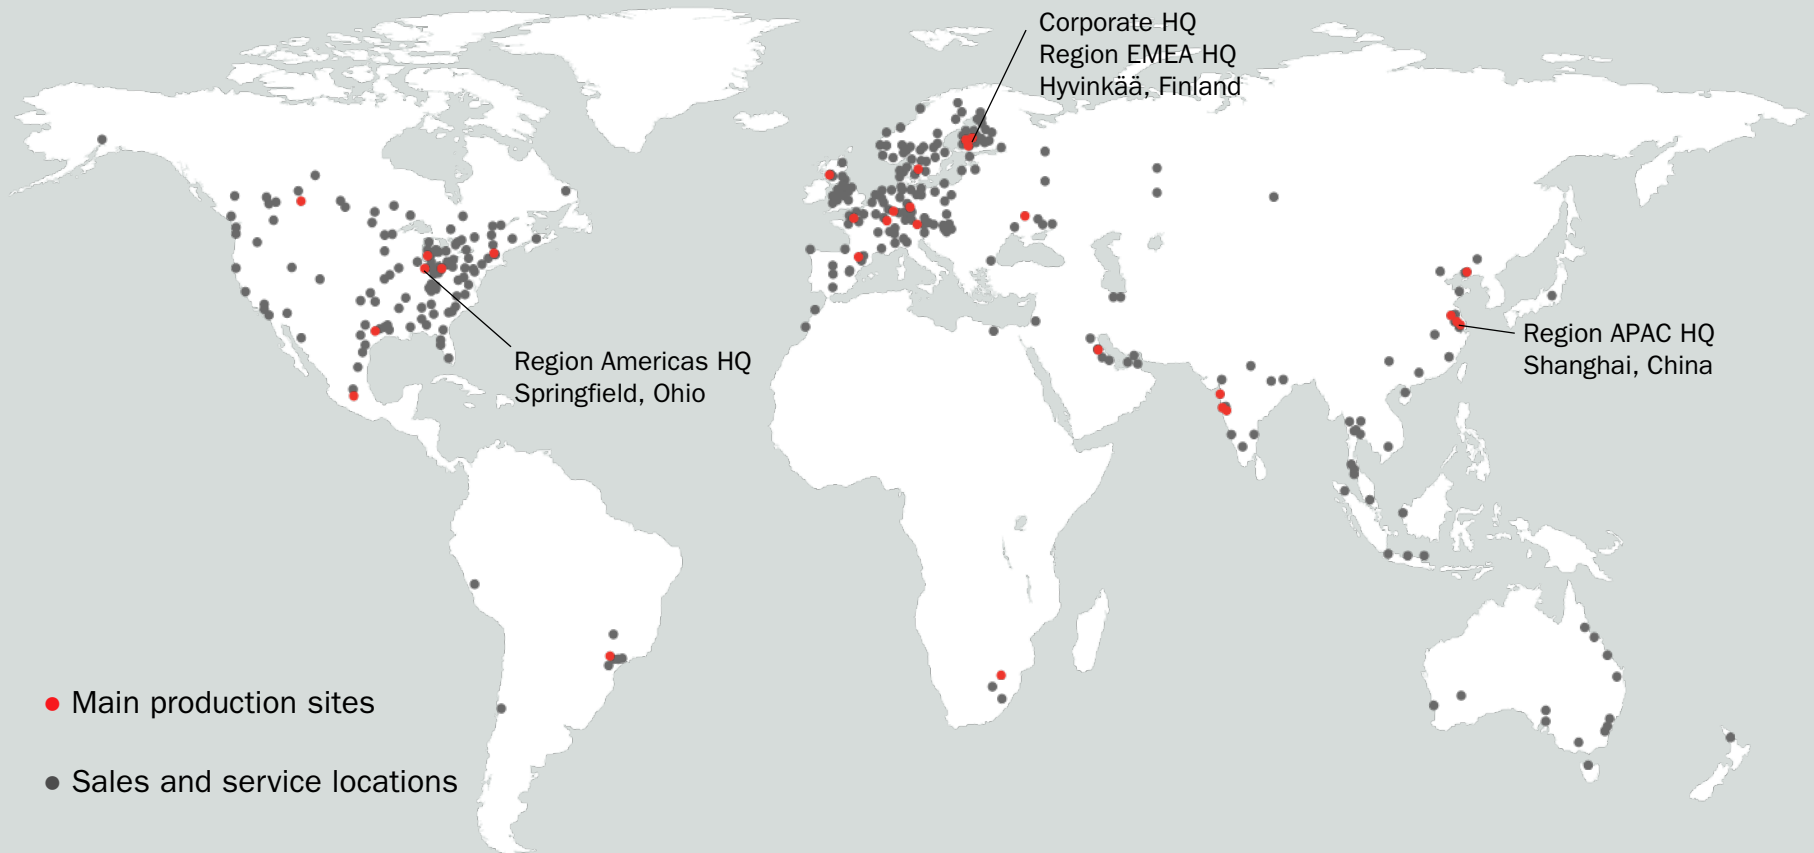 Corporate HQ
Region EMEA HQ
Hyvinkää, Finland
Region APAC HQ
Shanghai, China
Region Americas HQ
Springfield, Ohio
Main production sites
Sales and service locations